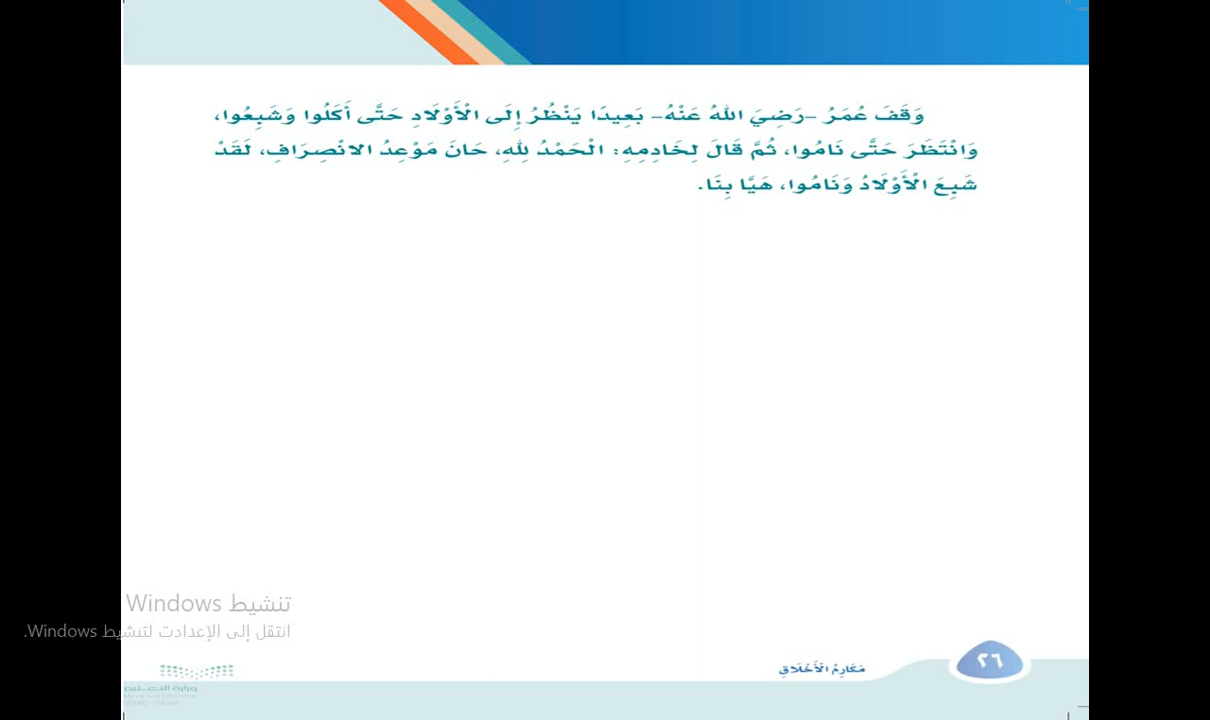 وَقَفَ عُمَرُ –رَضِيَ اللهُ عَنْهُ– بَعِيدًا يَنْظُرُ إِلَى الْأَوْلَادِ حَتَّى أَكَلُوا وَشَبِعُوا،
وَانْتَظَرَ حَتَّى نَامُوا، ثُمَّ قَالَ لِخَادِمِهِ: الْحَمْدُ لِلهِ، حَانَ مَوْعِدُ الانْصِرَافِ، لَقَدْ
شَبِعَ الْأَوْلَادُ وَنَامُوا، هَيَّا بِنَا.
تنشيط Windows
انتقل إلى الإعدادت لتنشيط Windows.
٢٦
مَكَارِمُ الْأَخْلَاقِ
وزارة التـعـــليم